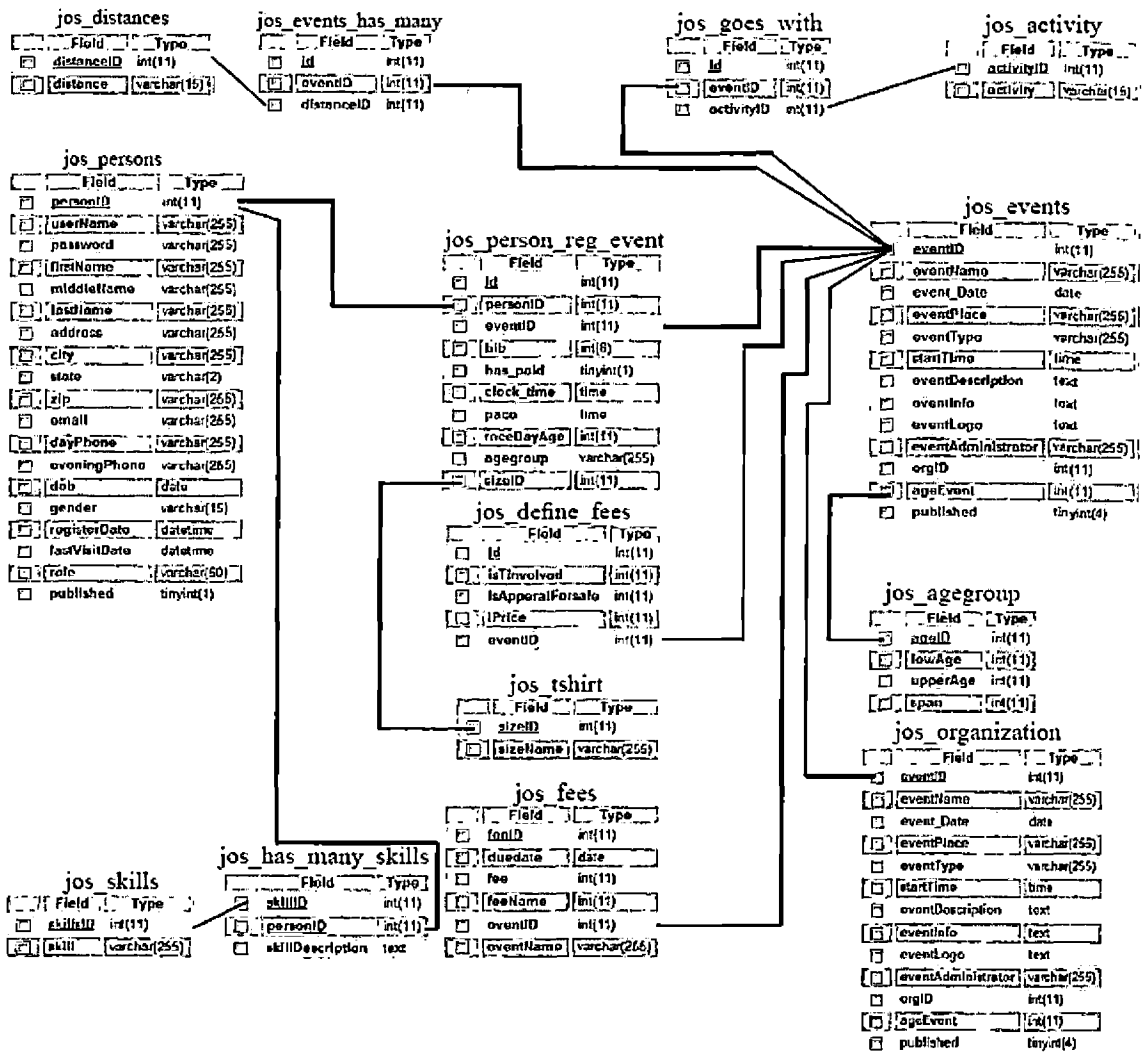 jos_distances
Field Type
distanceID int(11)
distance varchar(15)
jos_events_has_many
Field Type
Id int(11)
eventID int(11)
distanceID int(11)
jos_goes_with
Field Type
Id int(11)
eventID int(11)
activityID int(11)
jos_activity
Field Type
activityID int(11)
activity varchar(15)
jos_persons
Field Type
personID int(11)
userName varchar(255)
password varchar(255)
firstName varchar(255)
middleName varchar(255)
lastName varchar(255)
address varchar(255)
city varchar(255)
state varchar(2)
zip varchar(255)
email varchar(255)
dayPhone varchar(255)
eveningPhone varchar(255)
dob date
gender varchar(15)
registerDate datetime
lastVisitDate datetime
role varchar(50)
published tinyint(1)
jos_person_reg_event
Field Type
Id int(11)
personID int(11)
eventID int(11)
bib int(6)
has_paid tinyint(1)
clock_time time
pace time
raceDayAge int(11)
agegroup varchar(255)
sizeID int(11)
jos_events
Field Type
eventID int(11)
eventName varchar(255)
event_Date date
eventPlace varchar(255)
eventType varchar(255)
startTime time
eventDescription text
eventInfo text
eventLogo text
eventAdministrator varchar(255)
orgID int(11)
ageEvent int(11)
published tinyint(4)
jos_define_fees
Field Type
Id int(11)
isTInvolved int(11)
isApperalForsale int(11)
tPrice int(11)
eventID int(11)
jos_agegroup
Field Type
ageID int(11)
lowAge int(11)
upperAge int(11)
span int(11)
jos_tshirt
Field Type
sizeID int(11)
sizeName varchar(255)
jos_organization
Field Type
eventID int(11)
eventName varchar(255)
event_Date date
eventPlace varchar(255)
eventType varchar(255)
startTime time
eventDescription text
eventInfo text
eventLogo text
eventAdministrator varchar(255)
orgID int(11)
ageEvent int(11)
published tinyint(4)
jos_fees
Field Type
feeID int(11)
duedate date
fee int(11)
feeName int(11)
eventID int(11)
eventName varchar(255)
jos_has_many_skills
Field Type
skillID int(11)
personID int(11)
skillDescription text
jos_skills
Field Type
skillsID int(11)
skill varchar(255)